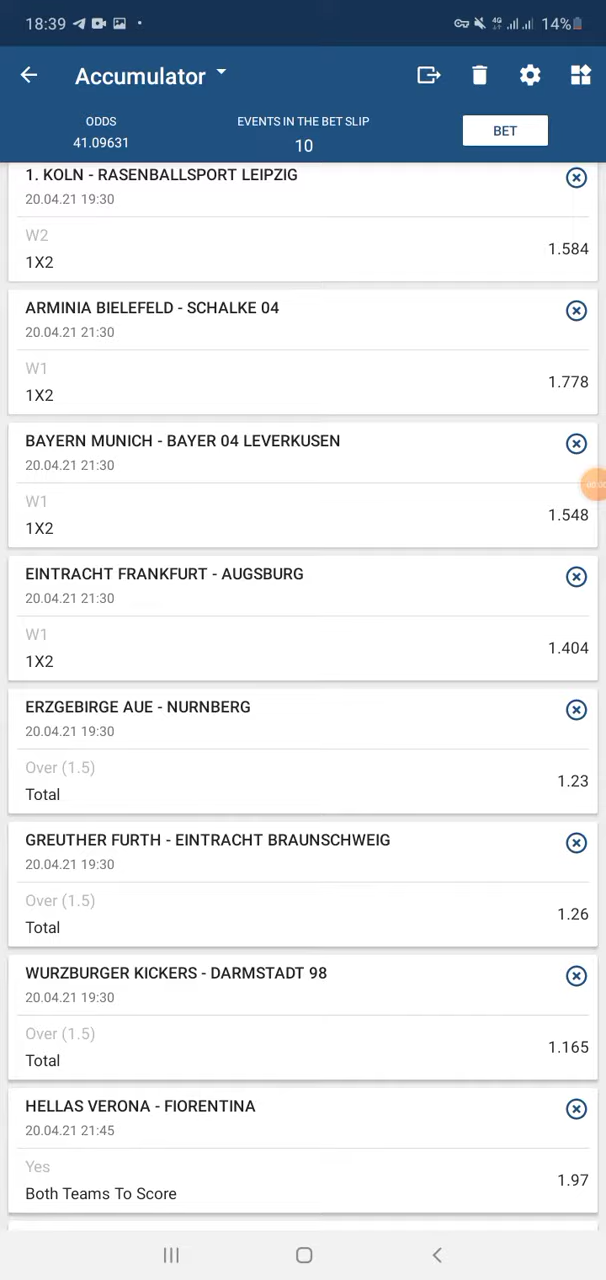 18:39 4G 14%
Accumulator
ODDS
41.09631
EVENTS IN THE BET SLIP
10
BET
1. KOLN - RASENBALLSPORT LEIPZIG
20.04.21 19:30
W2
1X2
1.584
ARMINIA BIELEFELD - SCHALKE 04
20.04.21 21:30
W1
1X2
1.778
BAYERN MUNICH - BAYER 04 LEVERKUSEN
20.04.21 21:30
W1
1X2
1.548
EINTRACHT FRANKFURT - AUGSBURG
20.04.21 21:30
W1
1X2
1.404
ERZGEBIRGE AUE - NURNBERG
20.04.21 19:30
Over (1.5)
Total
1.23
GREUTHER FURTH - EINTRACHT BRAUNSCHWEIG
20.04.21 19:30
Over (1.5)
Total
1.26
WURZBURGER KICKERS - DARMSTADT 98
20.04.21 19:30
Over (1.5)
Total
1.165
HELLAS VERONA - FIORENTINA
20.04.21 21:45
Yes
Both Teams To Score
1.97